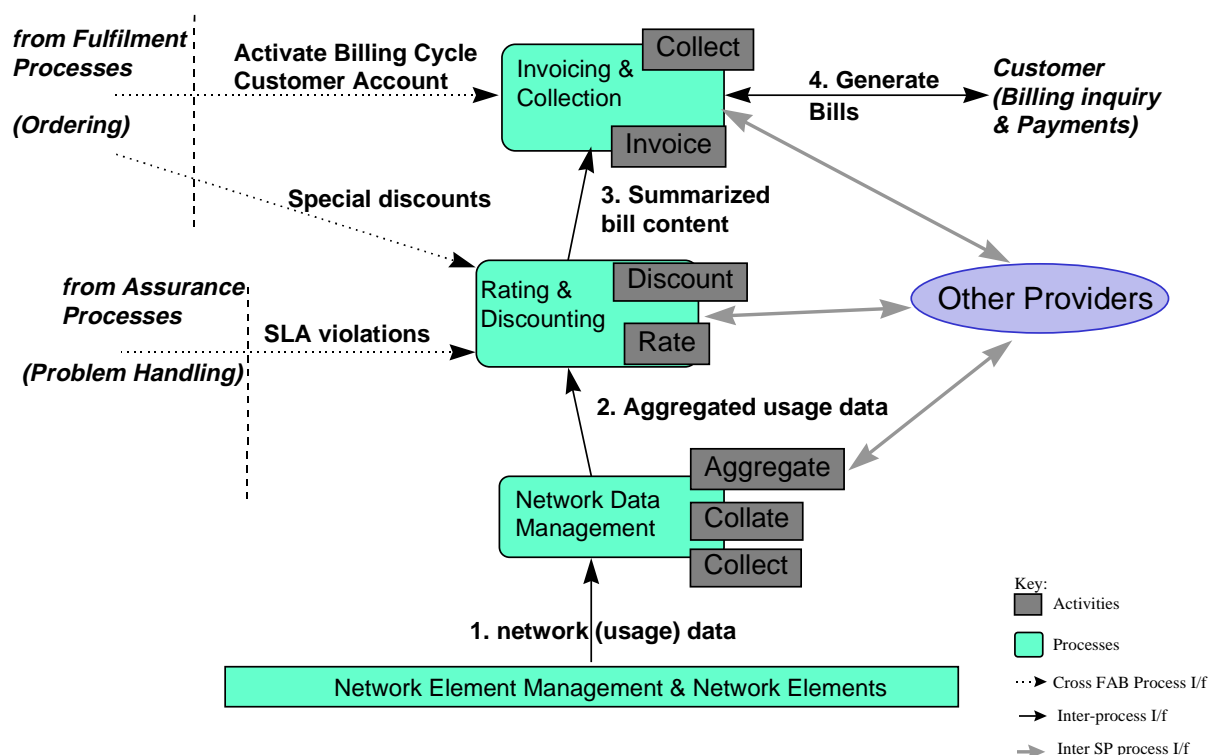 from Fulfilment
Processes
(Ordering)
Activate Billing Cycle
Customer Account
Invoicing &
Collection
Collect
Invoice
4. Generate
Bills
Customer
(Billing inquiry
& Payments)
Special discounts
3. Summarized
bill content
from Assurance
Processes
(Problem Handling)
SLA violations
Rating &
Discounting
Discount
Rate
Other Providers
2. Aggregated usage data
Network Data
Management
Aggregate
Collate
Collect
1. network (usage) data
Network Element Management & Network Elements
Key:
Activities
Processes
Cross FAB Process I/f
Inter-process I/f
Inter SP process I/f